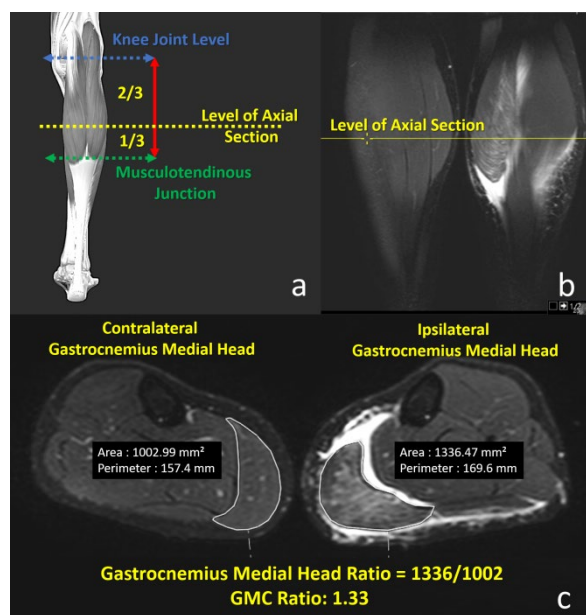 Knee Joint Level
2/3
Level of Axial
Section
1/3
Musculotendinous
Junction
a
Level of Axial Section
b
1/2
Contralateral
Gastrocnemius Medial Head
Ipsilateral
Gastrocnemius Medial Head
Area : 1002.99 mm²
Perimeter : 157.4 mm
Area : 1336.47 mm²
Perimeter : 169.6 mm
Gastrocnemius Medial Head Ratio = 1336/1002
GMC Ratio: 1.33
c